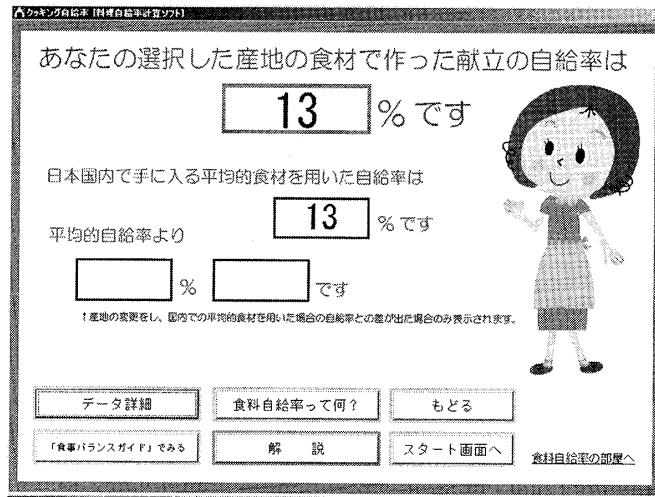 クッキング自給率 [料理自給率計算ソフト]
あなたの選択した産地の食材で作った献立の自給率は
13 % です
日本国内で手に入る平均的食材を用いた自給率は
13 % です
平均的自給率より
% です
↑産地の変更をし、国内での平均的食材を用いた場合の自給率との差が出た場合のみ表示されます。
データ詳細 食料自給率って何? もどる
「食事バランスガイド」でみる 解 説 スタート画面へ 食料自給率の部屋へ